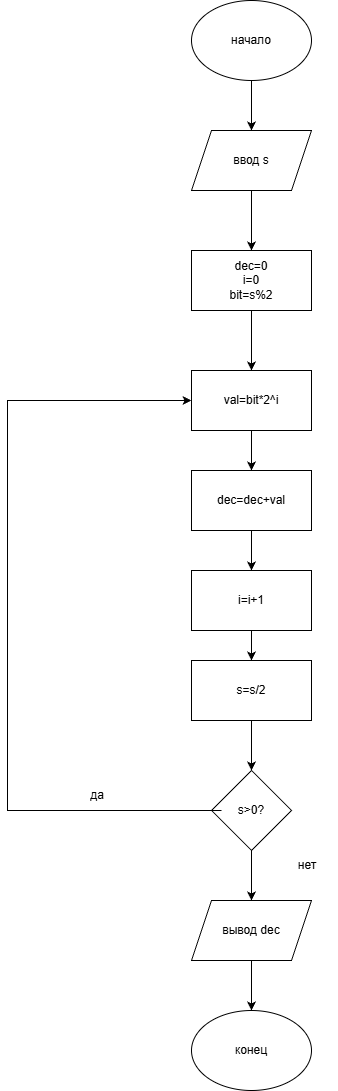 начало
ввод s
dec=0
i=0
bit=s%2
val=bit*2^i
dec=dec+val
i=i+1
s=s/2
да
s>0?
нет
вывод dec
конец